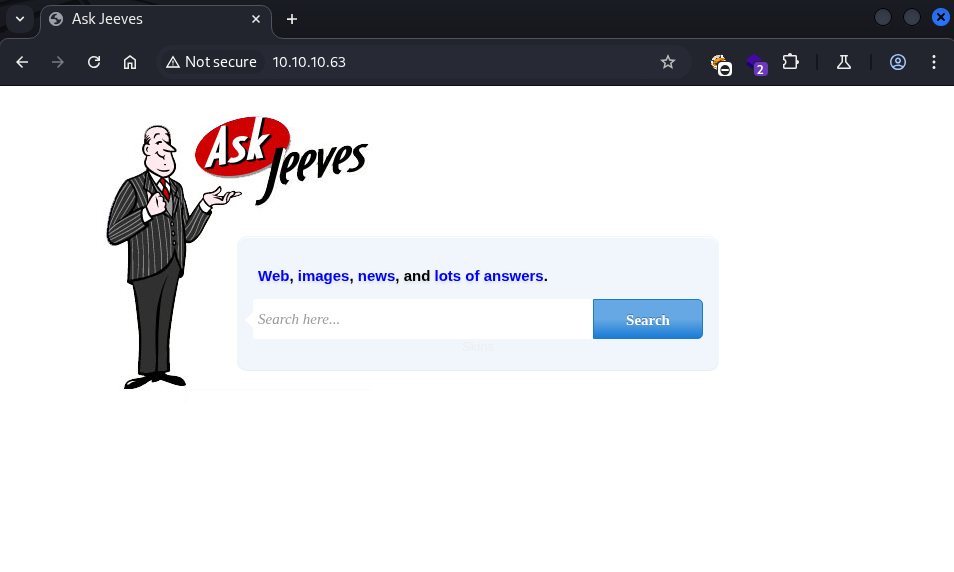 Ask Jeeves
Not secure 10.10.10.63
2
Ask
Jeeves
Web, images, news, and lots of answers.
Search here... Search